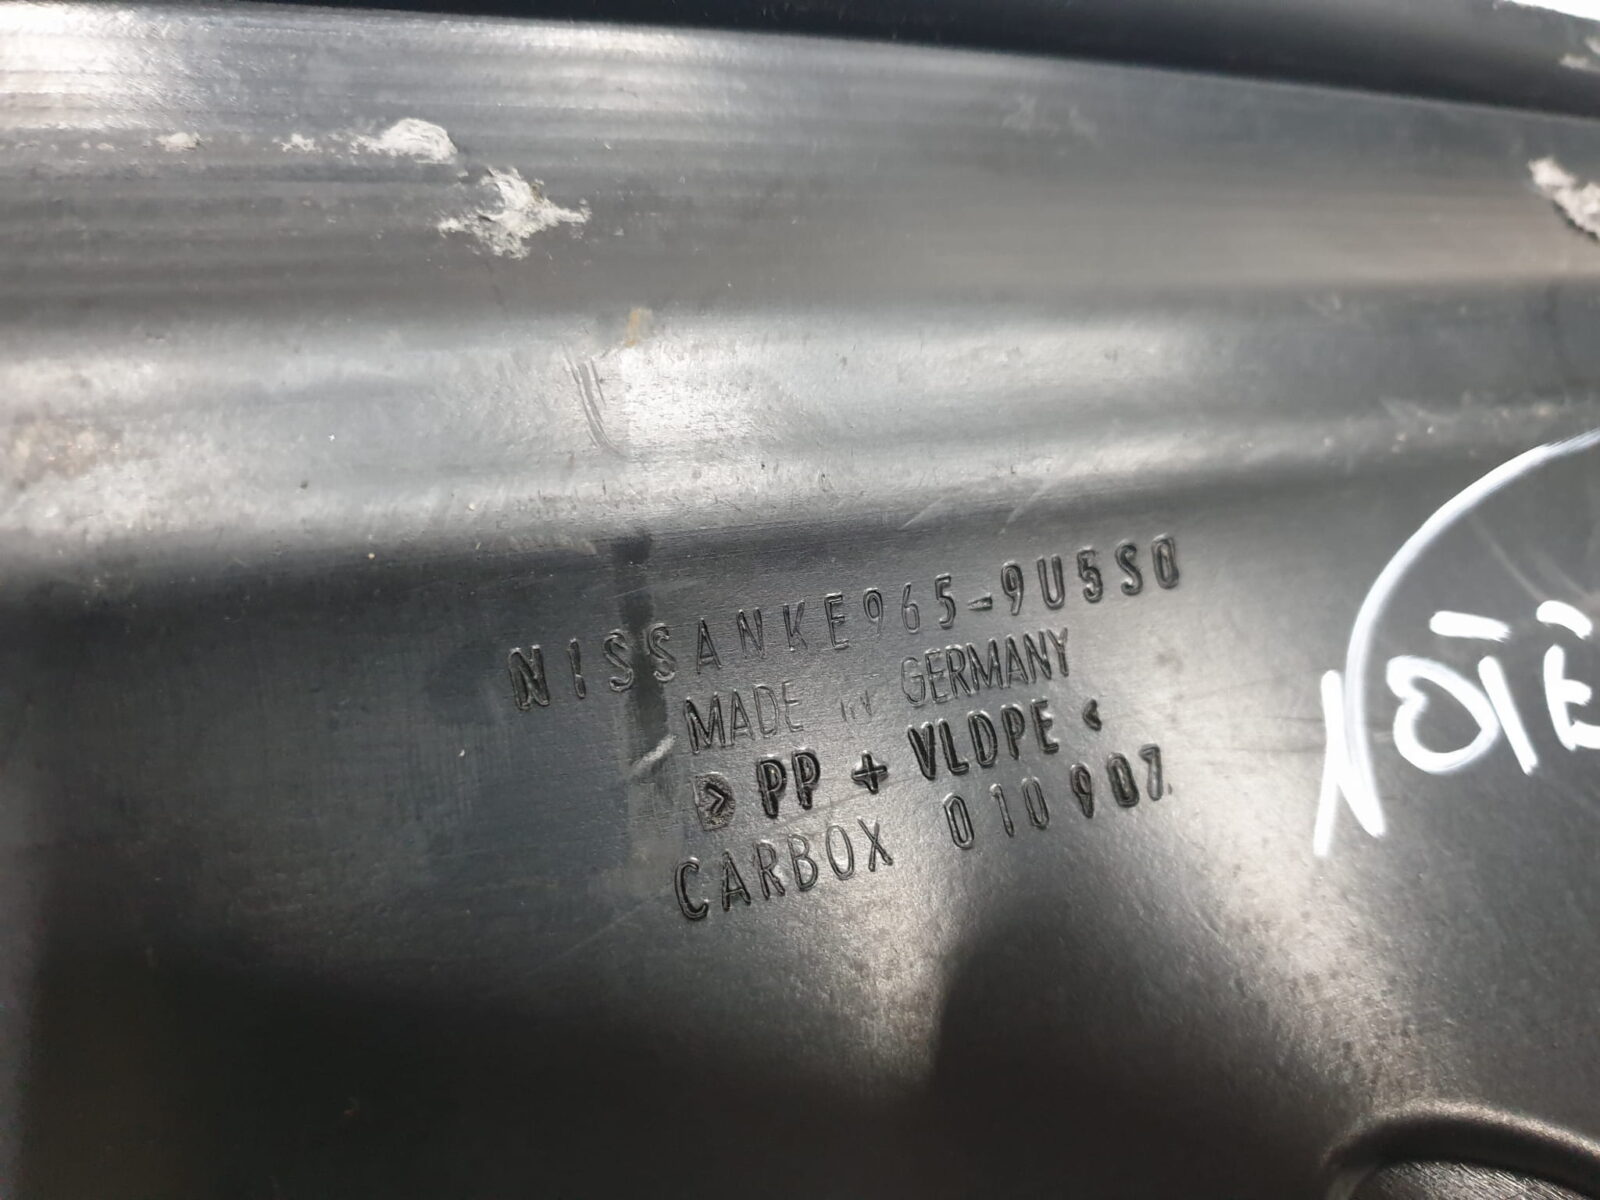 NISSANKE965-9U5S0
MADE IN GERMANY
> PP + VLDPE <
CARBOX 010907
NOTE